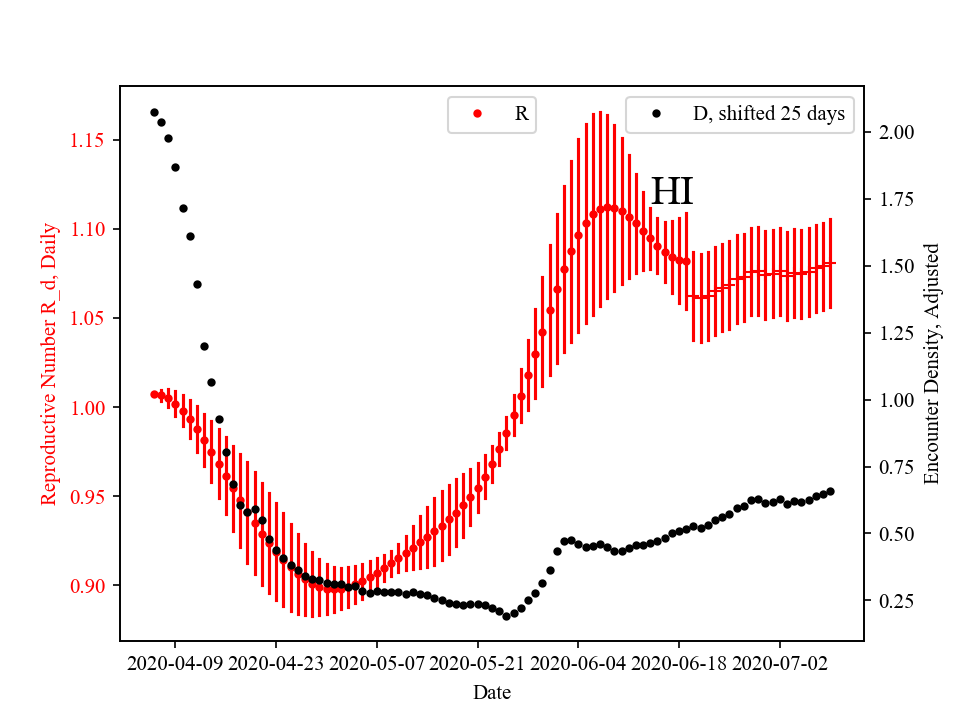 R
D, shifted 25 days
HI
Reproductive Number R_d, Daily
1.15
1.10
1.05
1.00
0.95
0.90
Encounter Density, Adjusted
2.00
1.75
1.50
1.25
1.00
0.75
0.50
0.25
2020-04-09 2020-04-23 2020-05-07 2020-05-21 2020-06-04 2020-06-18 2020-07-02
Date